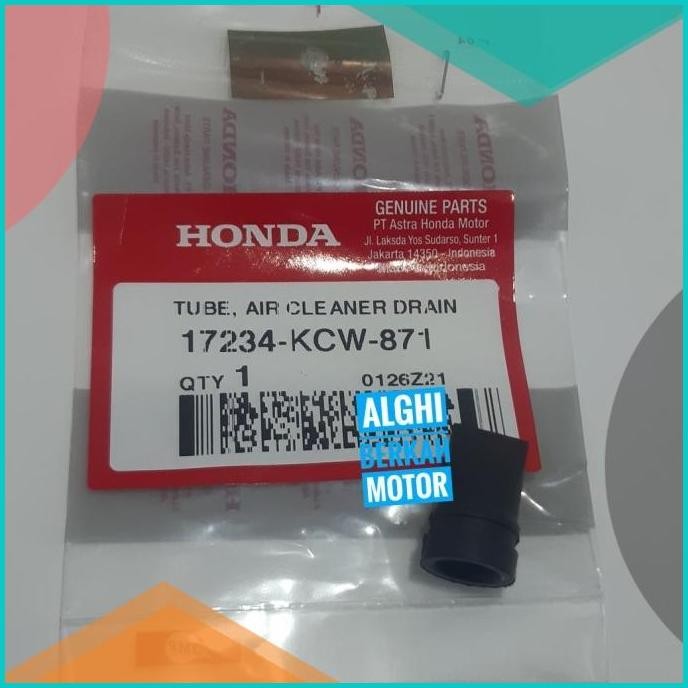 GENUINE PARTS
HONDA
PT Astra Honda Motor
Jl. Laksda Yos Sudarso, Sunter 1
Jakarta 14350 - Indonesia
TUBE, AIR CLEANER DRAIN
17234-KCW-871
QTY 1
0126Z21
ALGHI
BERKAH
MOTOR